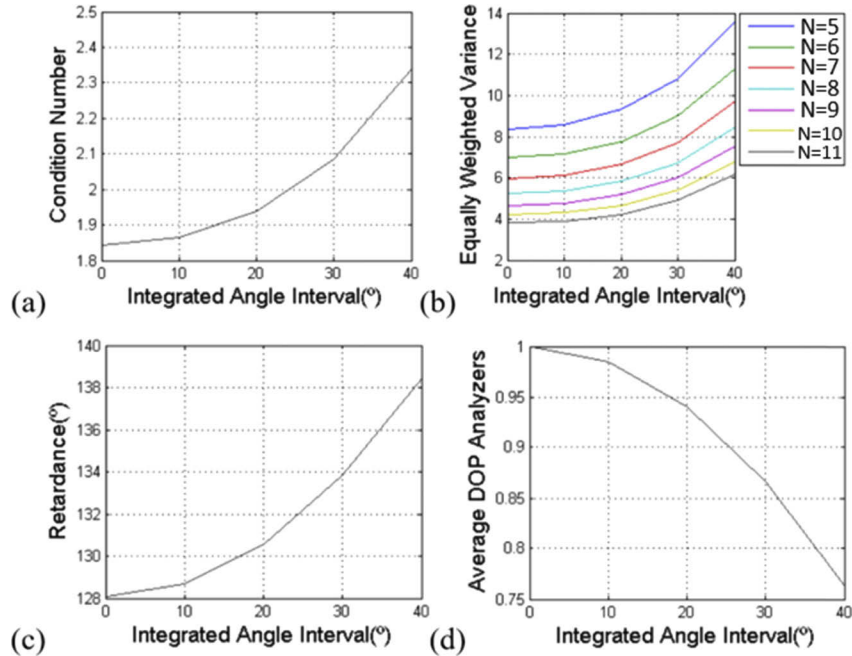 2.5
2.4
2.3
2.2
2.1
2
1.9
1.8
0 10 20 30 40
Condition Number
Integrated Angle Interval(º)
(a)
14
12
10
8
6
4
2
0 10 20 30 40
Equally Weighted Variance
Integrated Angle Interval(º)
(b)
N=5
N=6
N=7
N=8
N=9
N=10
N=11
140
138
136
134
132
130
128
0 10 20 30 40
Retardance(º)
Integrated Angle Interval(º)
(c)
1
0.95
0.9
0.85
0.8
0.75
0 10 20 30 40
Average DOP Analyzers
Integrated Angle Interval(º)
(d)